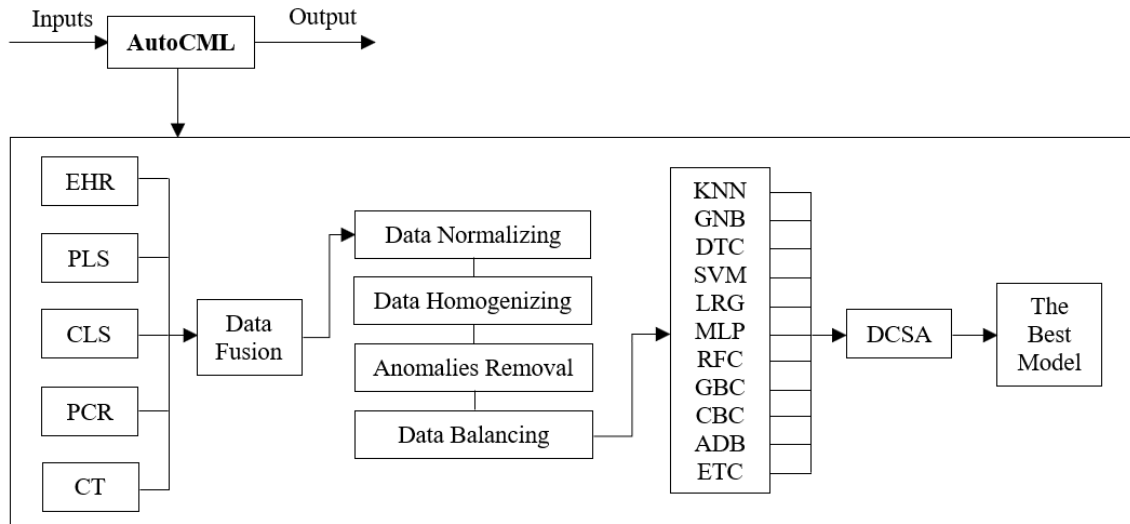 Inputs
Output
AutoCML
EHR
PLS
CLS
PCR
CT
Data
Fusion
Data Normalizing
Data Homogenizing
Anomalies Removal
Data Balancing
KNN
GNB
DTC
SVM
LRG
MLP
RFC
GBC
CBC
ADB
ETC
DCSA
The
Best
Model